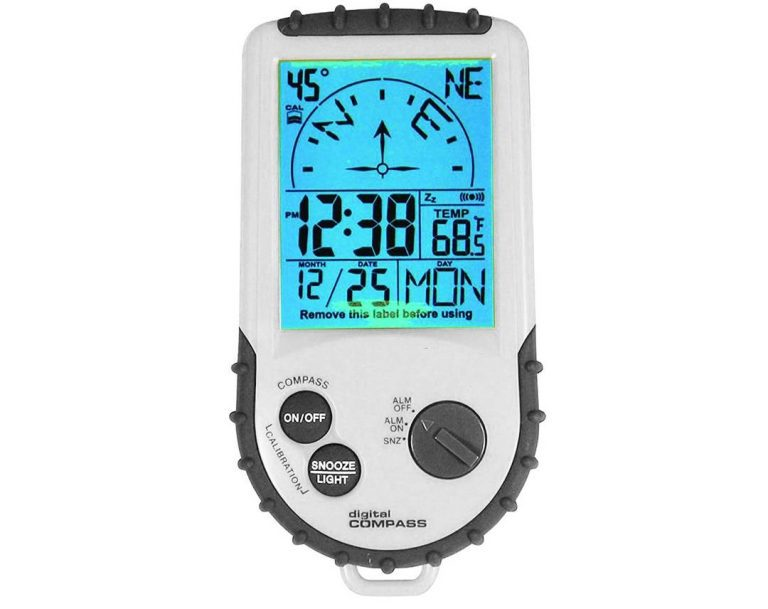 45° NE
CAL
N E
PM 12:38
Zz
TEMP
68.5 °F
MONTH DATE DAY
12/25 MON
Remove this label before using
COMPASS
ON/OFF
CALIBRATION
SNOOZE
LIGHT
ALM
OFF
ALM
ON
SNZ
digital
COMPASS